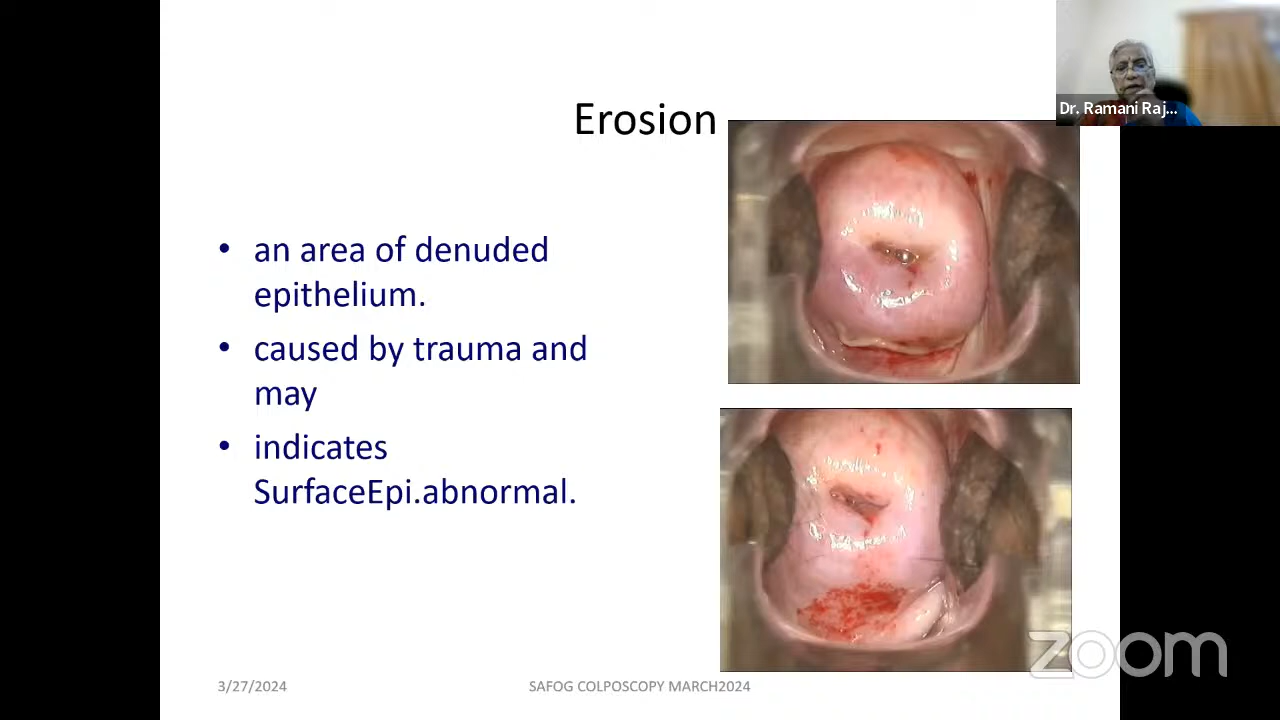 Dr. Ramani Raj...
Erosion
• an area of denuded
epithelium.
• caused by trauma and
may
• indicates
SurfaceEpi.abnormal.
3/27/2024
SAFOG COLPOSCOPY MARCH2024
zoom